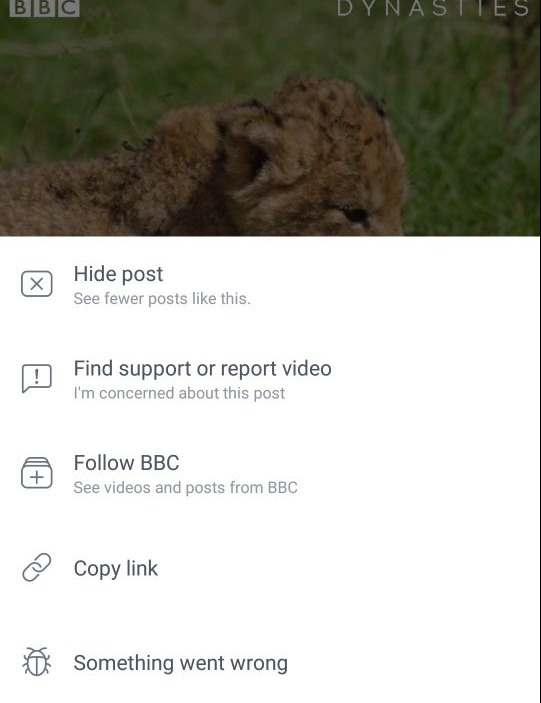 BBC DYNASTIES
Hide post
See fewer posts like this.
Find support or report video
I'm concerned about this post
Follow BBC
See videos and posts from BBC
Copy link
Something went wrong